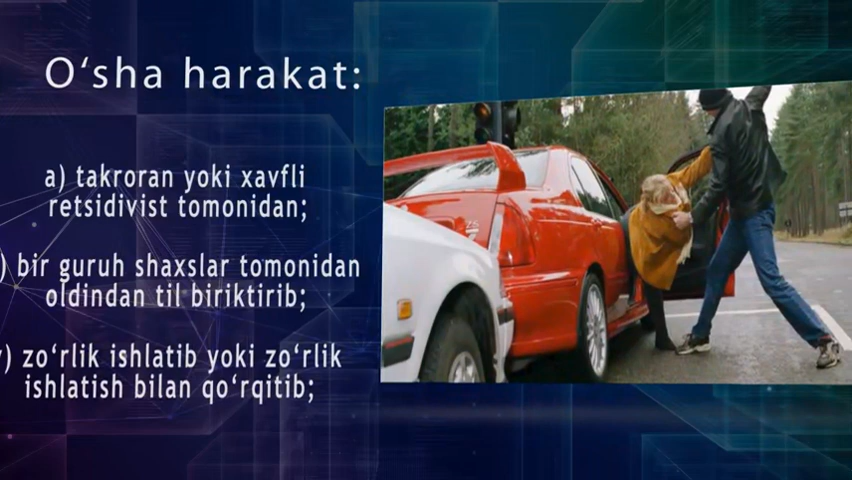 O‘sha harakat:
a) takroran yoki xavfli
retsidivist tomonidan;
) bir guruh shaxslar tomonidan
oldindan til biriktirib;
) zo‘rlik ishlatib yoki zo‘rlik
ishlatish bilan qo‘rqitib;